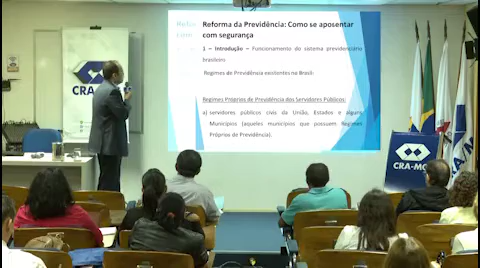 Reforma da Previdência: Como se aposentar
com segurança
1 – Introdução – Funcionamento do sistema previdenciário
brasileiro
Regimes de Previdência existentes no Brasil:
Regimes Próprios de Previdência dos Servidores Públicos:
a) servidores públicos civis da União, Estados e alguns
Municípios (aqueles municípios que possuem Regimes
Próprios de Previdência).
CRA-MG
CRA-MG
CRA